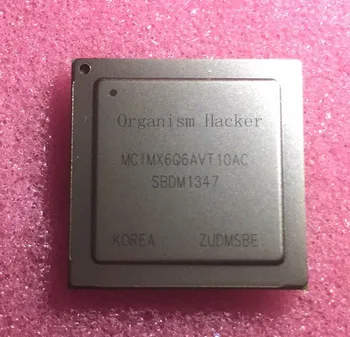 Organism Hacker
MCIMX6Q6AVT10AC
SBDM1347
KOREA ZUDMSBE